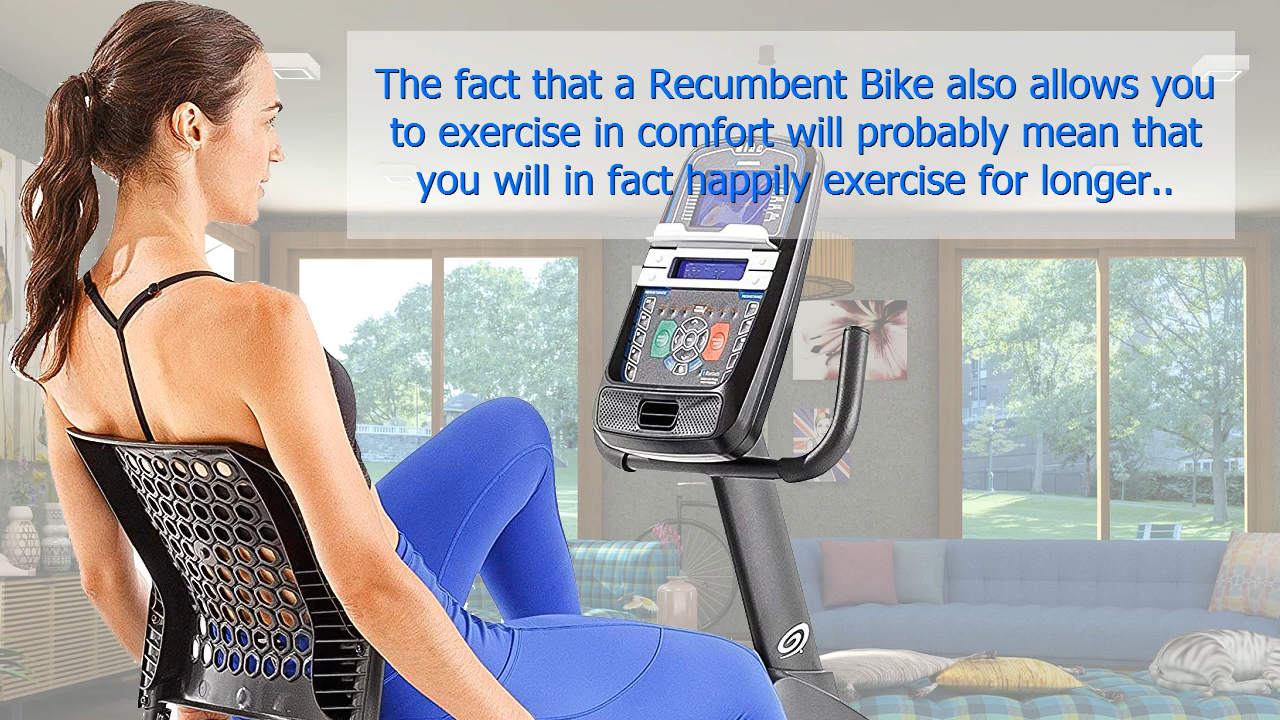 The fact that a Recumbent Bike also allows you
to exercise in comfort will probably mean that
you will in fact happily exercise for longer..